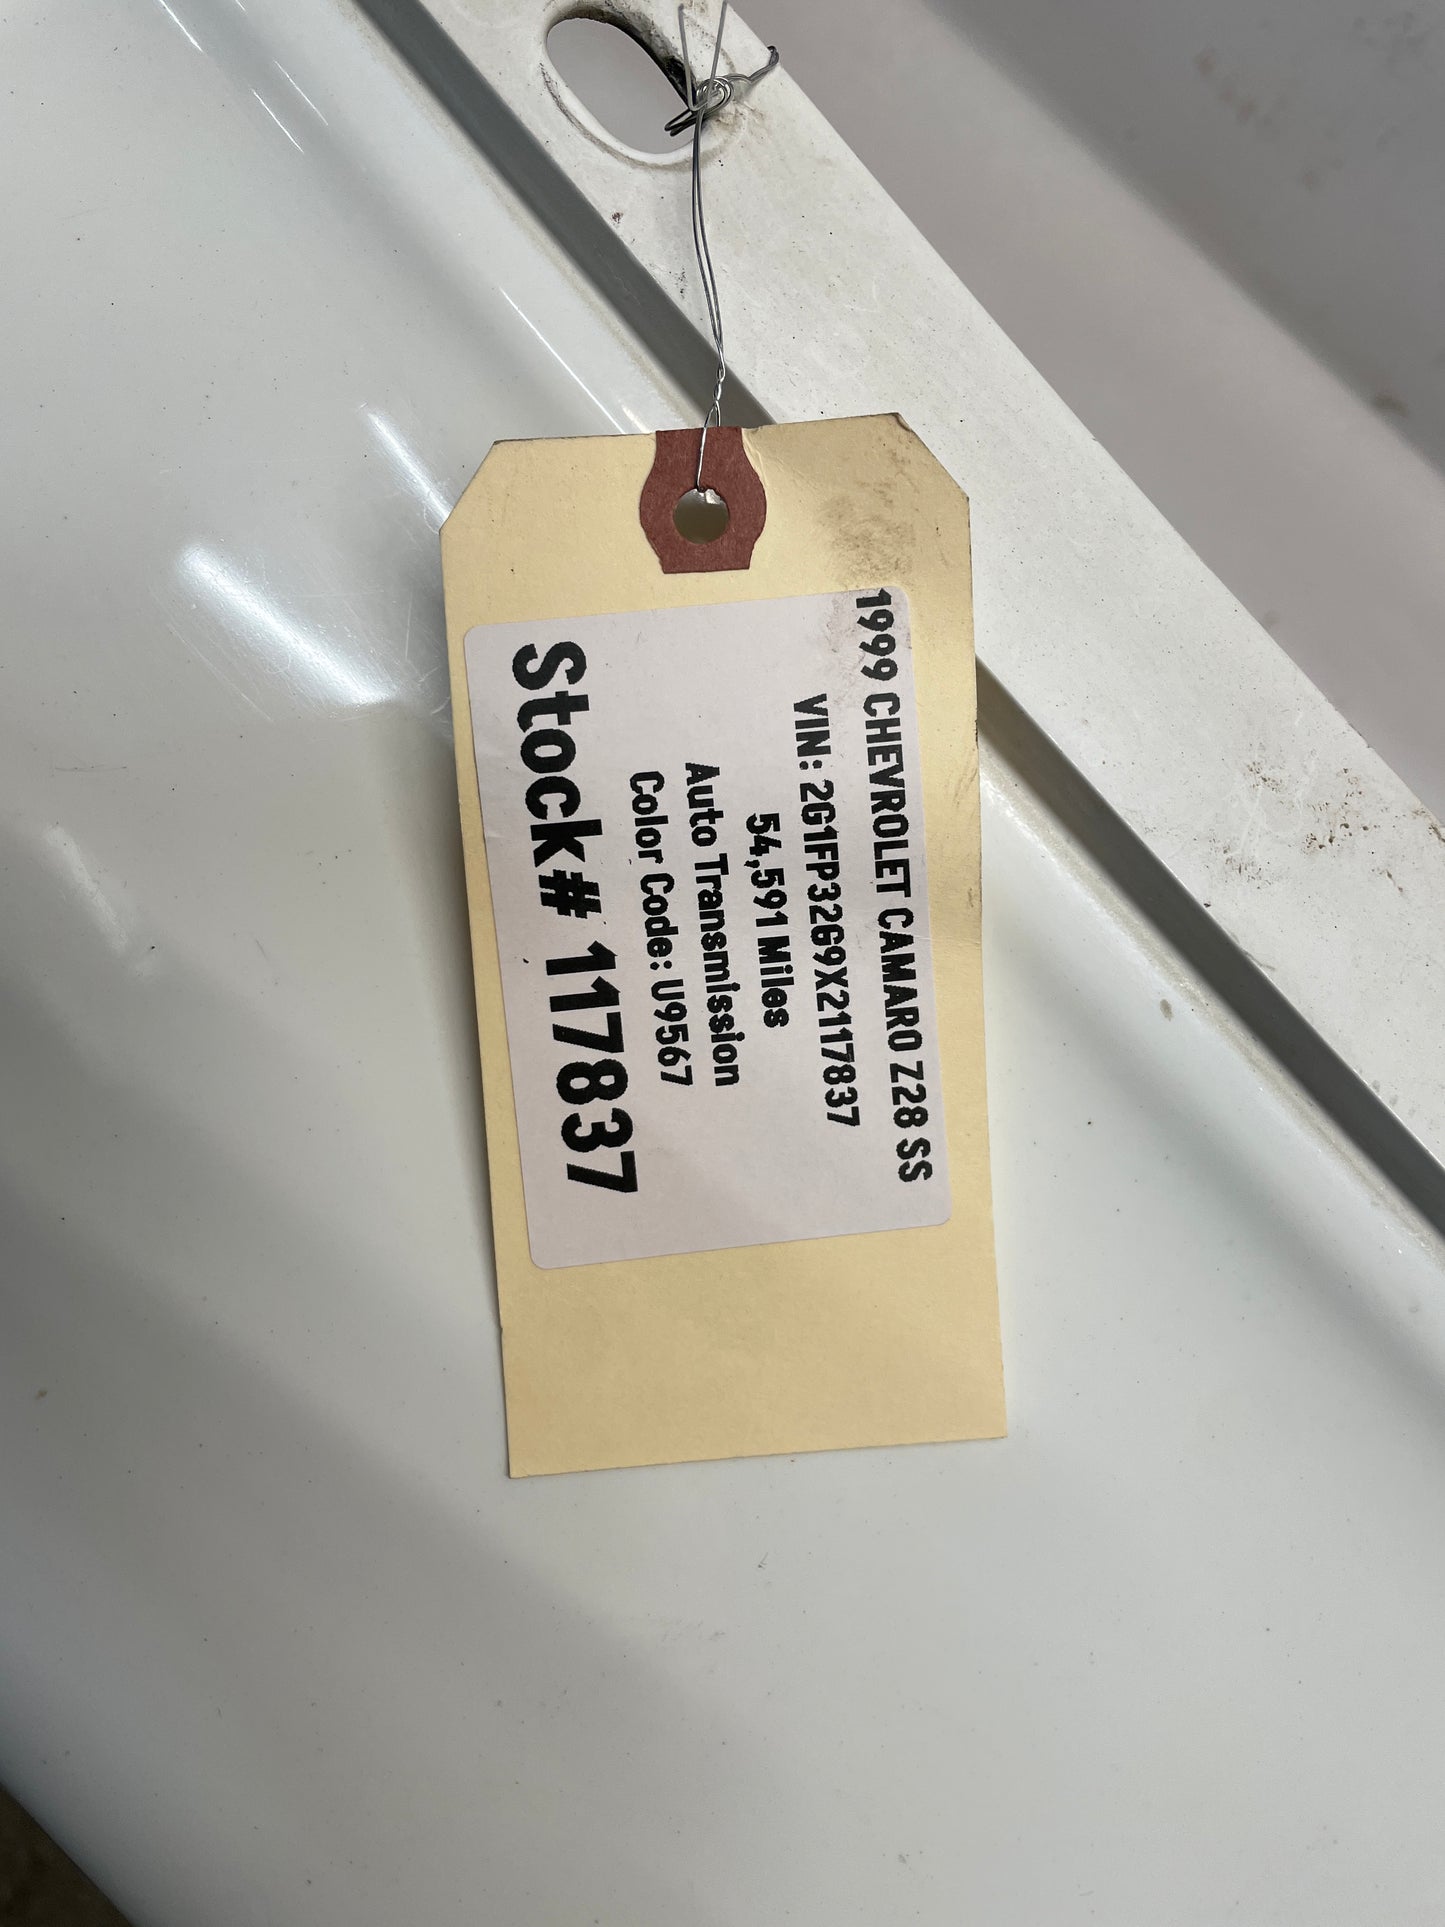 1999 CHEVROLET CAMARO Z28 SS
VIN: 2G1FP32G9X2117837
54,591 Miles
Auto Transmission
Color Code: U9567
Stock# 117837